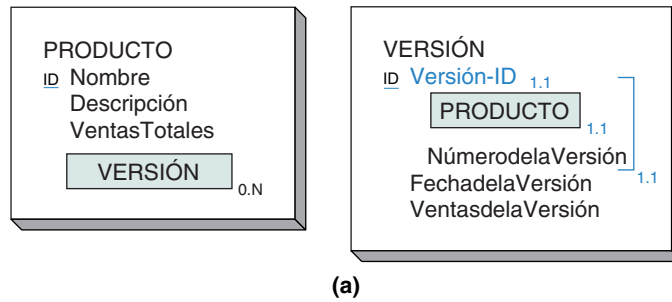 PRODUCTO
ID Nombre
Descripción
VentasTotales
VERSIÓN
0.N
VERSIÓN
ID Versión-ID 1.1
PRODUCTO
1.1
NúmerodelaVersión
1.1
FechadelaVersión
VentasdelaVersión
(a)